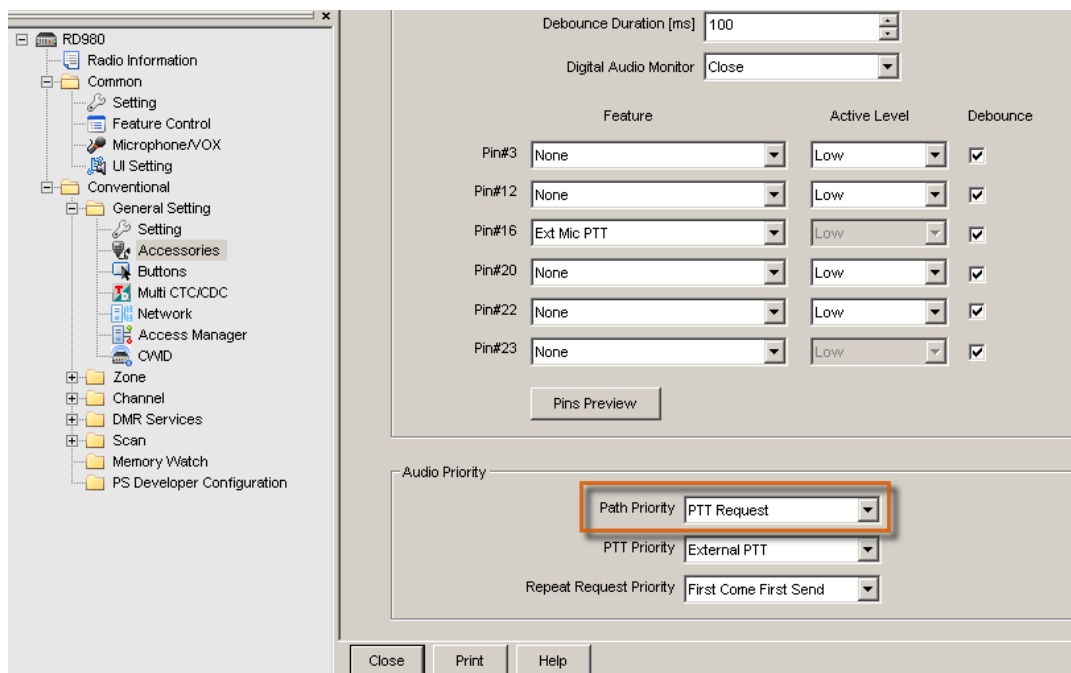 RD980
Radio Information
Common
Setting
Feature Control
Microphone/VOX
UI Setting
Conventional
General Setting
Setting
Accessories
Buttons
Multi CTC/CDC
Network
Access Manager
CWID
Zone
Channel
DMR Services
Scan
Memory Watch
PS Developer Configuration
Debounce Duration [ms] 100
Digital Audio Monitor Close
Feature Active Level Debounce
Pin#3 None Low
Pin#12 None Low
Pin#16 Ext Mic PTT Low
Pin#20 None Low
Pin#22 None Low
Pin#23 None Low
Pins Preview
Audio Priority
Path Priority PTT Request
PTT Priority External PTT
Repeat Request Priority First Come First Send
Close Print Help